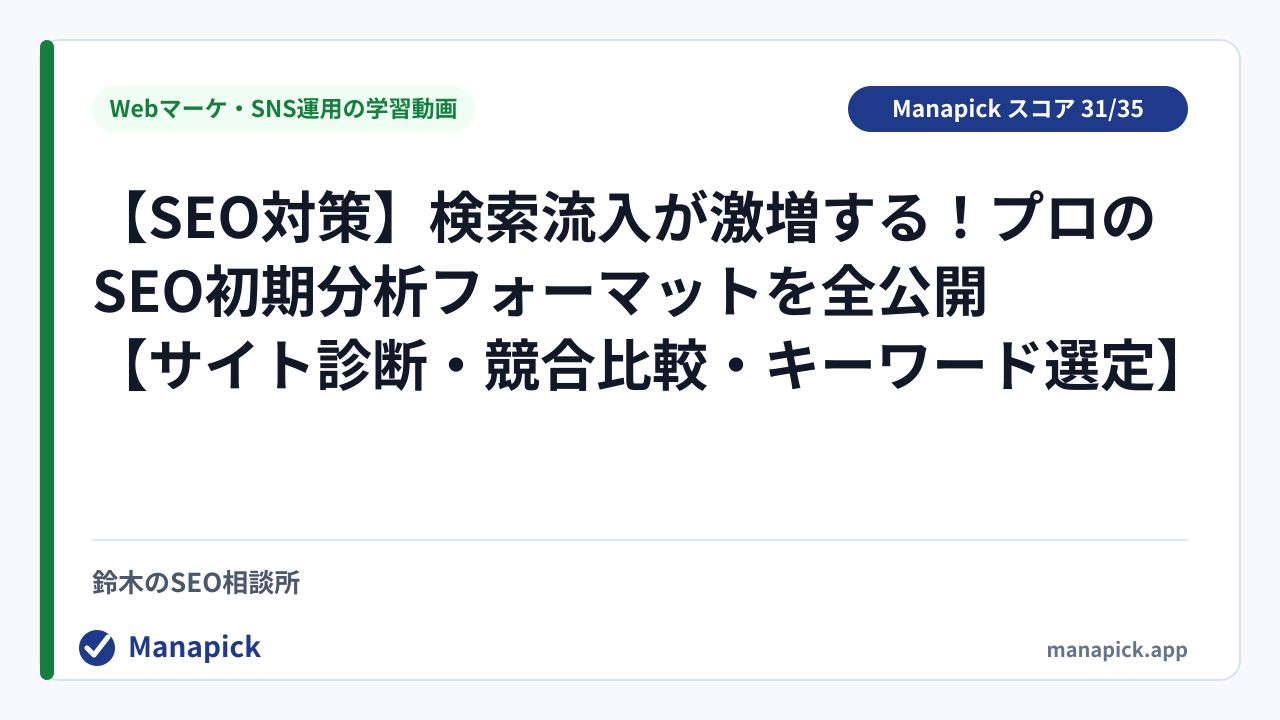 Webマーケ・SNS運用の学習動画
Manapick スコア 31/35
【SEO対策】検索流入が激増する！プロの
SEO初期分析フォーマットを全公開
【サイト診断・競合比較・キーワード選定】
鈴木のSEO相談所
Manapick
manapick.app